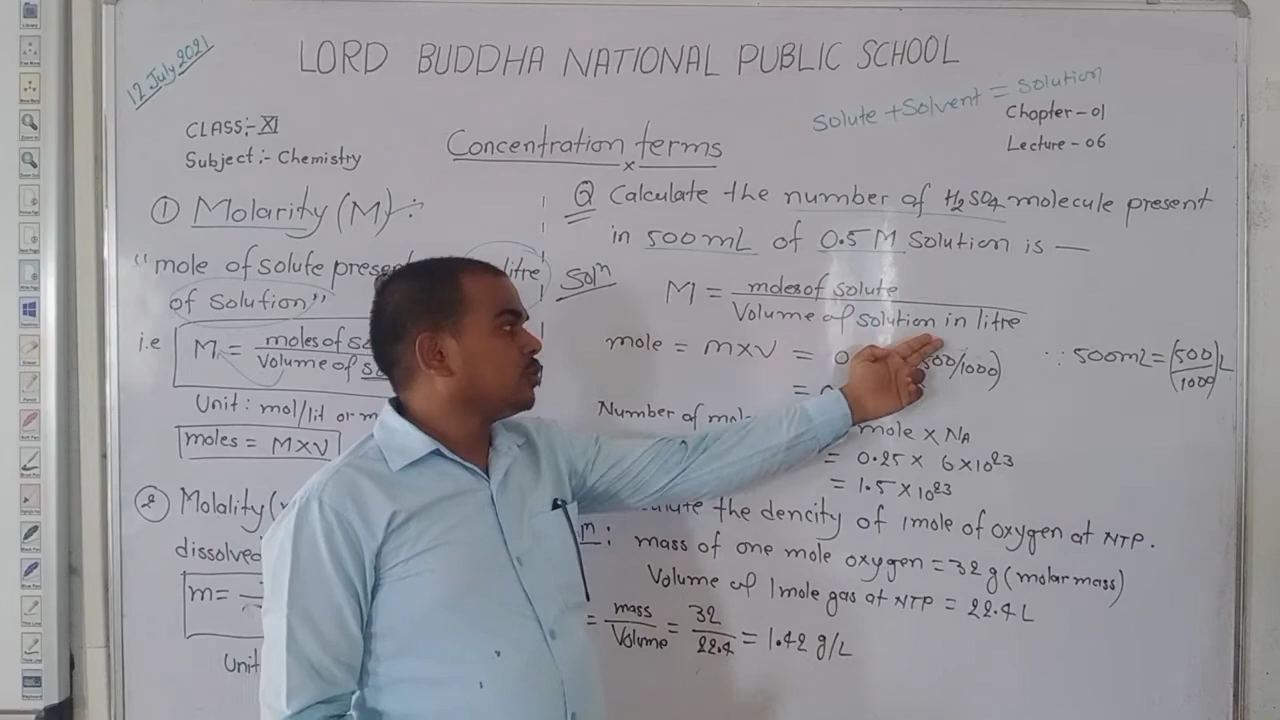 12 July 2021
LORD BUDDHA NATIONAL PUBLIC SCHOOL
Solute + Solvent = Solution
CLASS:- XI
Subject:- Chemistry
Concentration terms
Chapter - 01
Lecture - 06
① Molarity (M) :-
"mole of solute present litre
of solution"
i.e M = moles of / Volume of
Unit: mol/lit or
moles = M×V
② Molality (
dissolved
m =
Unit
Q Calculate the number of H₂SO₄ molecule present
in 500mL of 0.5 M Solution is —
Solⁿ M = moles of solute / Volume of solution in litre
mole = M×V = 0. 500/1000) ∵ 500mL = (500/1000)L
= 0
Number of mole × NA
= 0.25 × 6×10²³
= 1.5 × 10²³
the dencity of 1mole of oxygen at NTP.
n : mass of one mole oxygen = 32 g (molar mass)
Volume of 1 mole gas at NTP = 22.4 L
= mass / Volume = 32 / 22.4 = 1.42 g/L